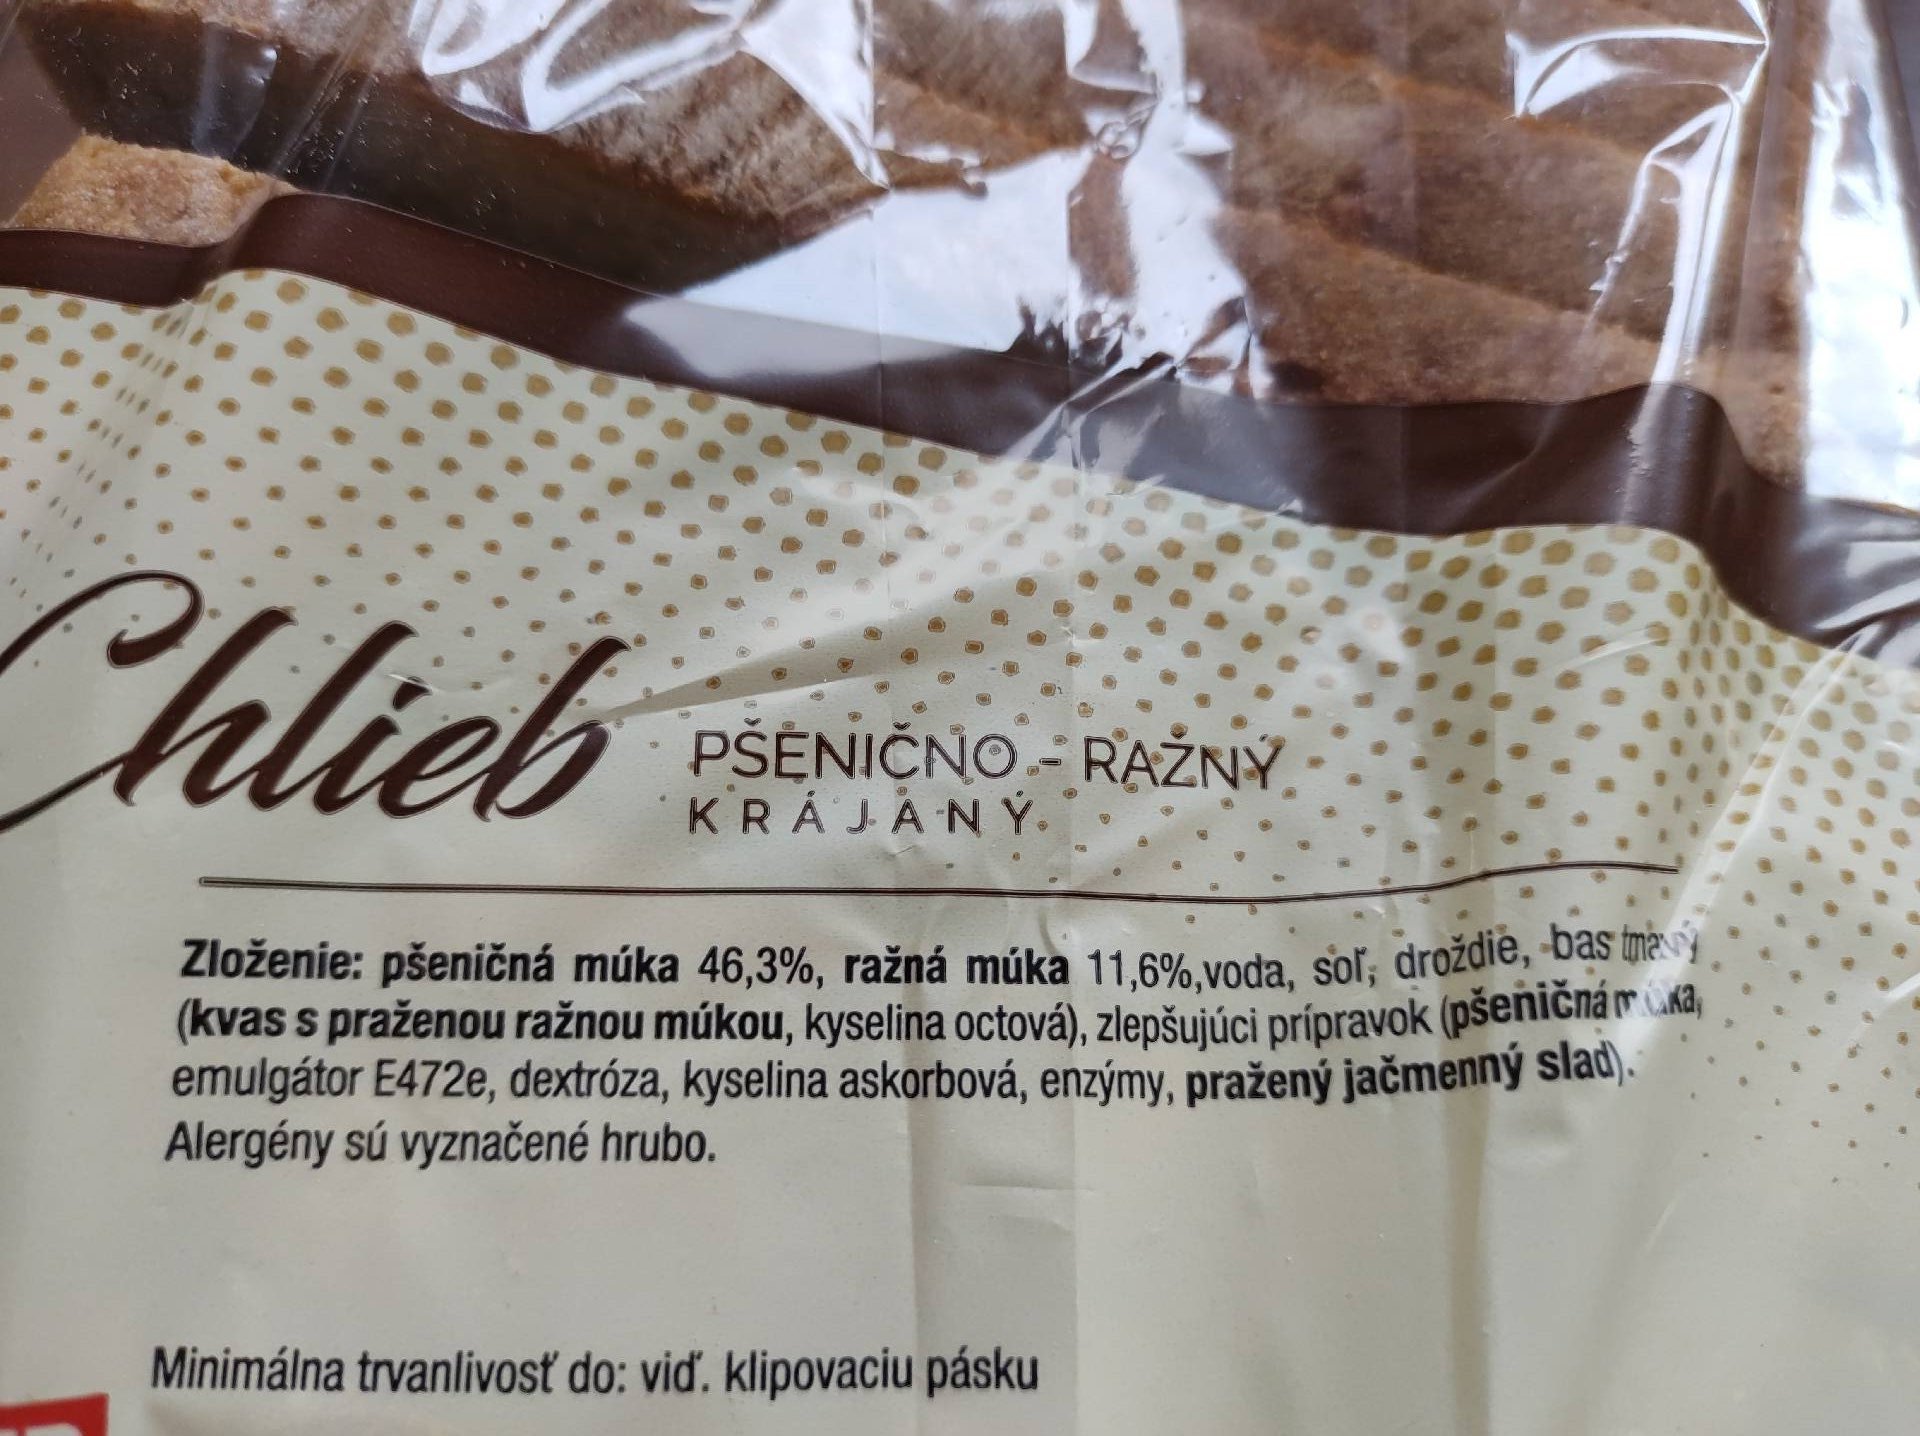 Chlieb
PŠENIČNO - RAŽNÝ
KRÁJANÝ
Zloženie: pšeničná múka 46,3%, ražná múka 11,6%,voda, soľ, droždie, bas tmavý
(kvas s praženou ražnou múkou, kyselina octová), zlepšujúci prípravok (pšeničná múka,
emulgátor E472e, dextróza, kyselina askorbová, enzýmy, pražený jačmenný slad).
Alergény sú vyznačené hrubo.
Minimálna trvanlivosť do: viď. klipovaciu pásku